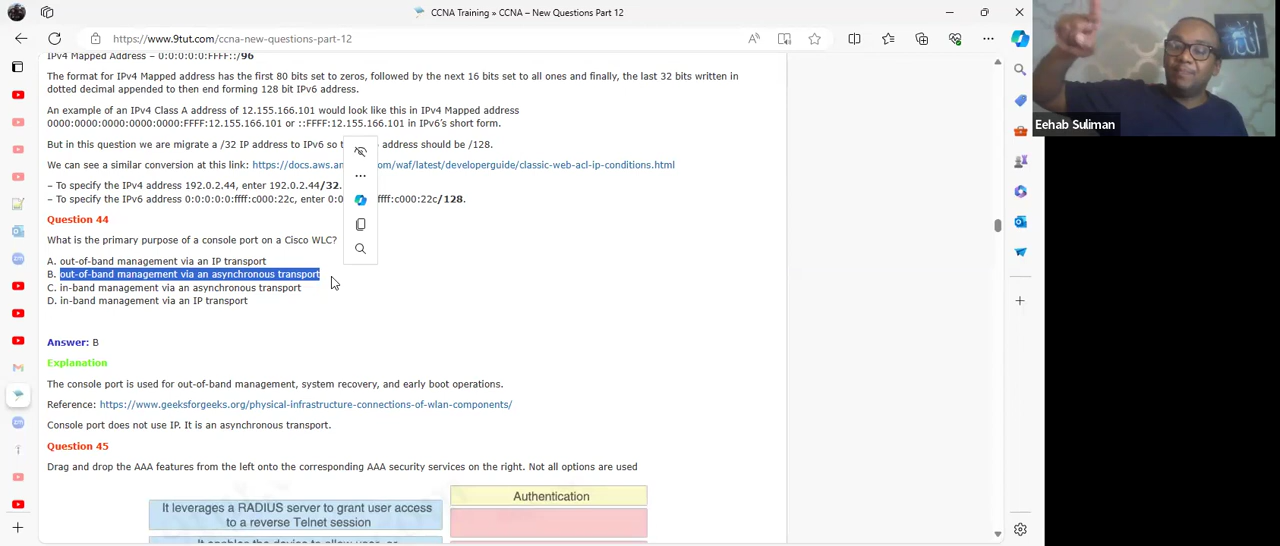 CCNA Training » CCNA – New Questions Part 12
https://www.9tut.com/ccna-new-questions-part-12
IPv4 Mapped Address – 0:0:0:0:0:FFFF::/96
The format for IPv4 Mapped address has the first 80 bits set to zeros, followed by the next 16 bits set to all ones and finally, the last 32 bits written in
dotted decimal appended to then end forming 128 bit IPv6 address.
An example of an IPv4 Class A address of 12.155.166.101 would look like this in IPv4 Mapped address
0000:0000:0000:0000:0000:FFFF:12.155.166.101 or ::FFFF:12.155.166.101 in IPv6's short form.
But in this question we are migrate a /32 IP address to IPv6 so t address should be /128.
We can see a similar conversion at this link: https://docs.aws.am m/waf/latest/developerguide/classic-web-acl-ip-conditions.html
– To specify the IPv4 address 192.0.2.44, enter 192.0.2.44/32.
– To specify the IPv6 address 0:0:0:0:0:ffff:c000:22c, enter 0:0 ffff:c000:22c/128.
Question 44
What is the primary purpose of a console port on a Cisco WLC?
A. out-of-band management via an IP transport
B. out-of-band management via an asynchronous transport
C. in-band management via an asynchronous transport
D. in-band management via an IP transport
Answer: B
Explanation
The console port is used for out-of-band management, system recovery, and early boot operations.
Reference: https://www.geeksforgeeks.org/physical-infrastructure-connections-of-wlan-components/
Console port does not use IP. It is an asynchronous transport.
Question 45
Drag and drop the AAA features from the left onto the corresponding AAA security services on the right. Not all options are used
Authentication
It leverages a RADIUS server to grant user access
to a reverse Telnet session
It enables the device to allow user- or
Eehab Suliman